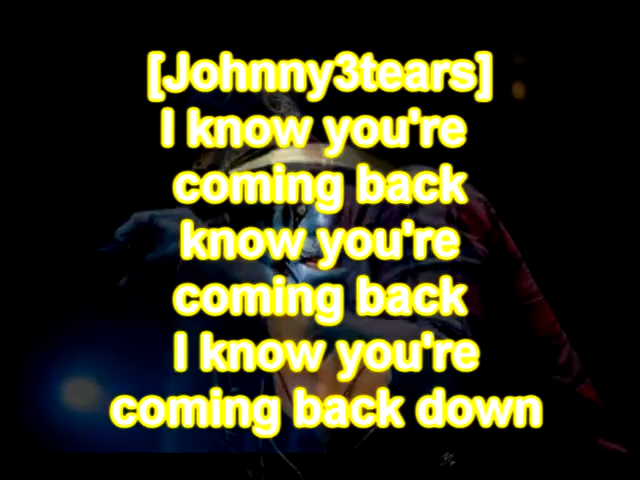 [Johnny3tears]
I know you're
coming back
know you're
coming back
I know you're
coming back down